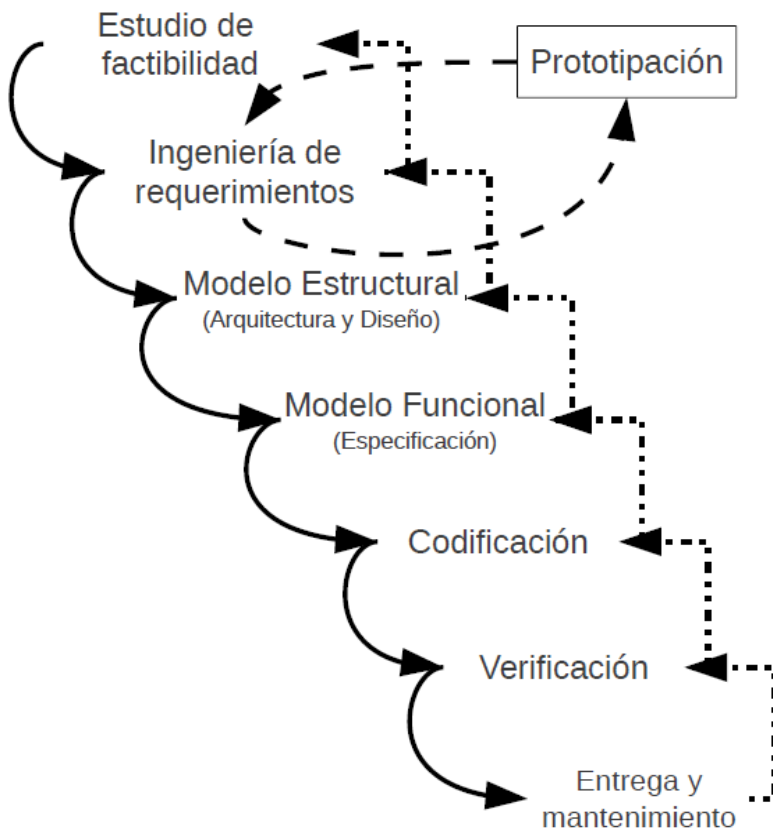 Estudio de
factibilidad
Prototipación
Ingeniería de
requerimientos
Modelo Estructural
(Arquitectura y Diseño)
Modelo Funcional
(Especificación)
Codificación
Verificación
Entrega y
mantenimiento